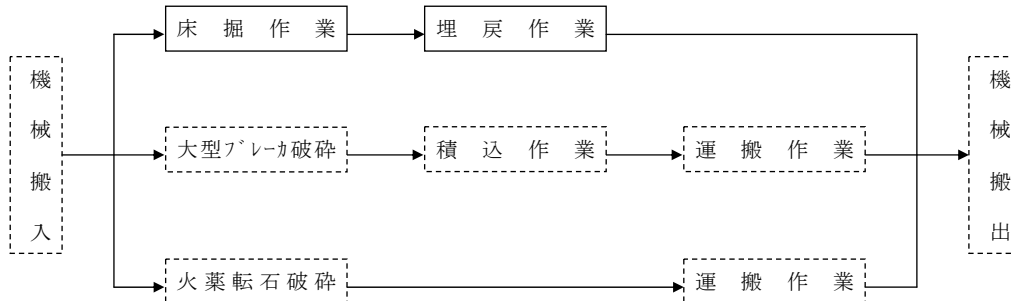 床掘作業 埋戻作業
機械搬入 大型ﾌﾞﾚｰｶ破砕 積込作業 運搬作業 機械搬出
火薬転石破砕 運搬作業